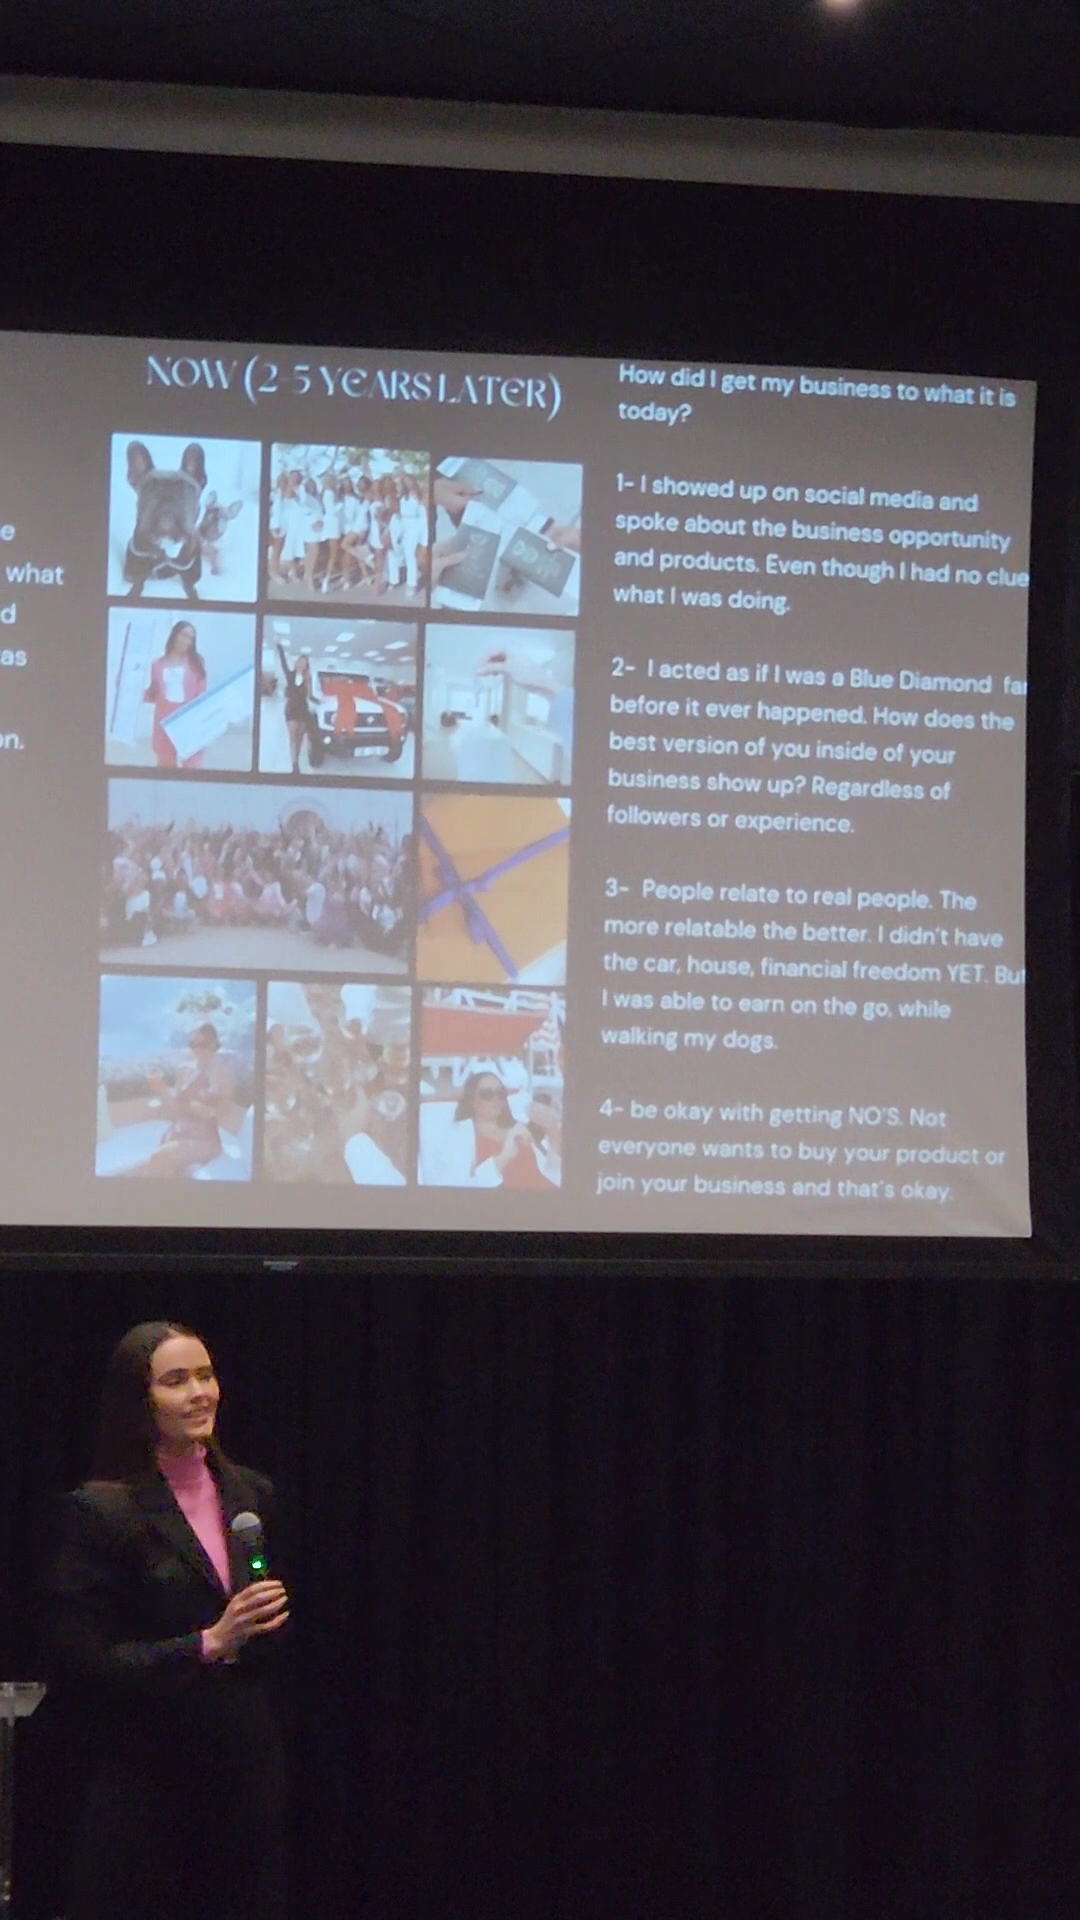 NOW (2-5 YEARS LATER)
e
what
d
as
on.
How did I get my business to what it is
today?
1- I showed up on social media and
spoke about the business opportunity
and products. Even though I had no clue
what I was doing.
2- I acted as if I was a Blue Diamond far
before it ever happened. How does the
best version of you inside of your
business show up? Regardless of
followers or experience.
3- People relate to real people. The
more relatable the better. I didn't have
the car, house, financial freedom YET. But
I was able to earn on the go, while
walking my dogs.
4- be okay with getting NO'S. Not
everyone wants to buy your product or
join your business and that's okay.